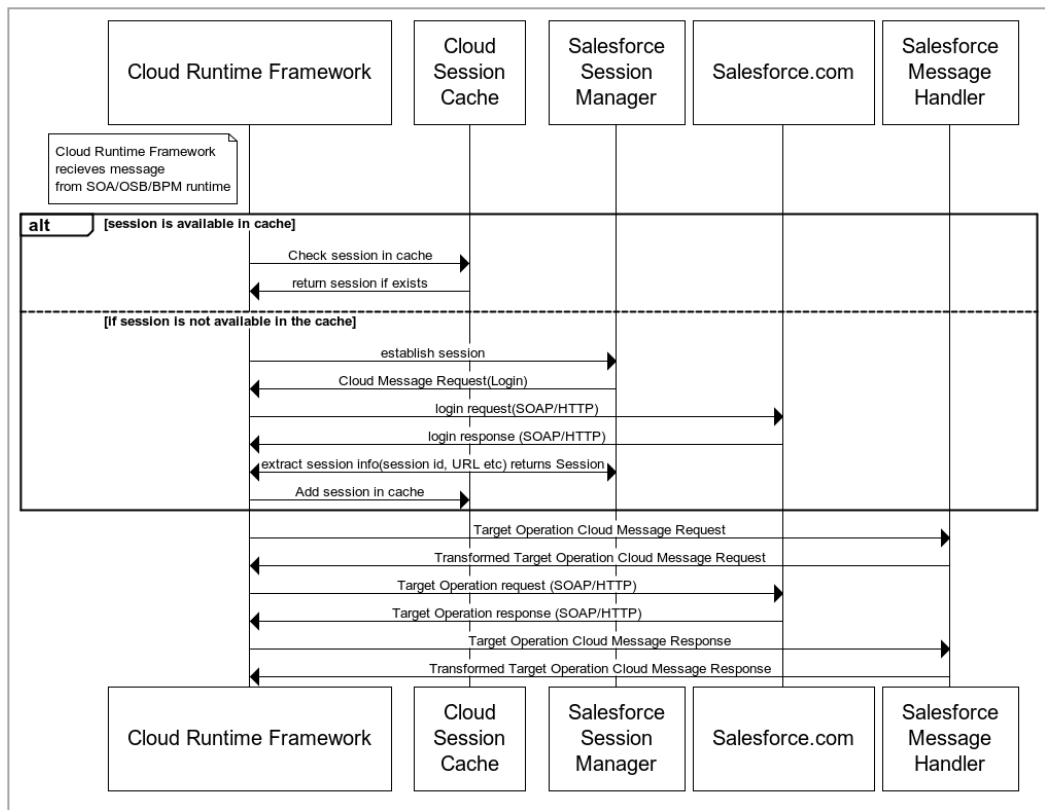 Cloud Runtime Framework
Cloud
Session
Cache
Salesforce
Session
Manager
Salesforce.com
Salesforce
Message
Handler
Cloud Runtime Framework
recieves message
from SOA/OSB/BPM runtime
alt
[session is available in cache]
Check session in cache
return session if exists
[if session is not available in the cache]
establish session
Cloud Message Request(Login)
login request(SOAP/HTTP)
login response (SOAP/HTTP)
extract session info(session id, URL etc) returns Session
Add session in cache
Target Operation Cloud Message Request
Transformed Target Operation Cloud Message Request
Target Operation request (SOAP/HTTP)
Target Operation response (SOAP/HTTP)
Target Operation Cloud Message Response
Transformed Target Operation Cloud Message Response
Cloud Runtime Framework
Cloud
Session
Cache
Salesforce
Session
Manager
Salesforce.com
Salesforce
Message
Handler